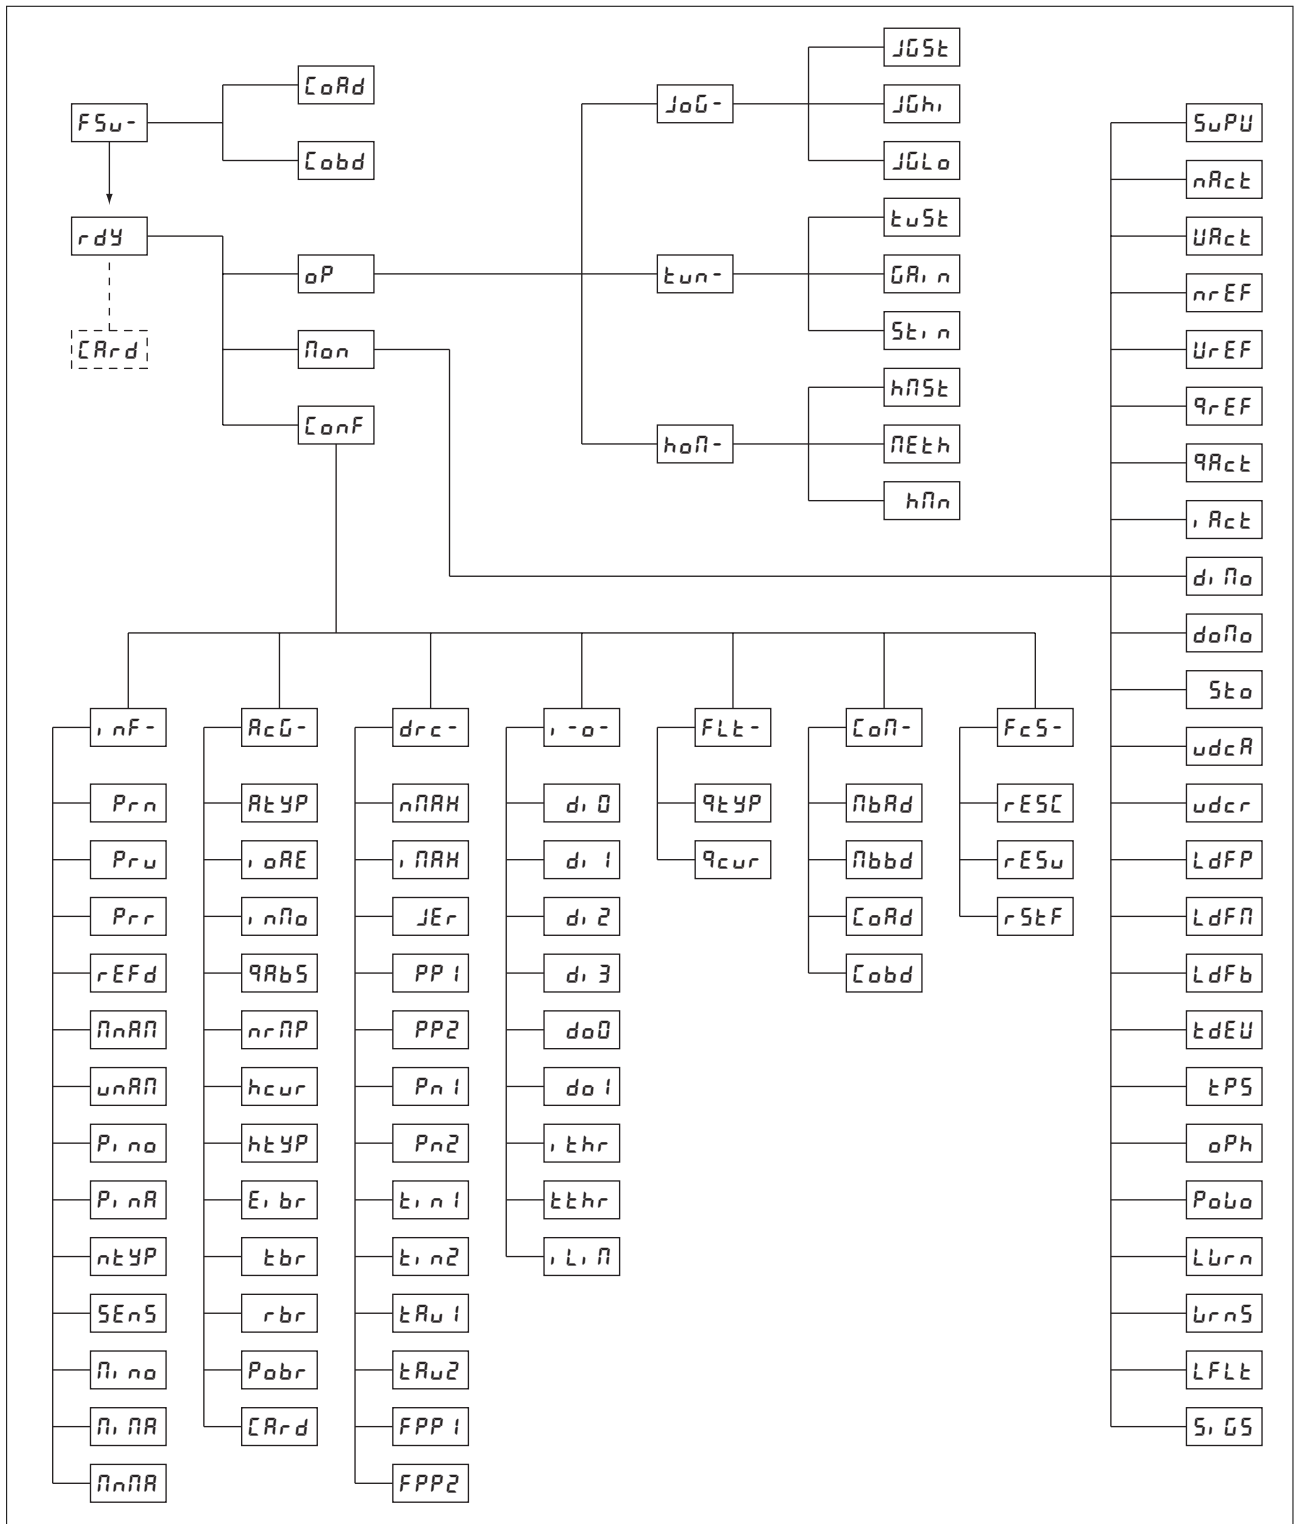 FSu-
CoAd
Cobd
rdY
CArd
oP
Mon
ConF
JoG-
JGSt
JGhi
JGLo
tun-
tuSt
GAin
Stin
hoM-
hMSt
MEth
hMn
SuPV
nAct
VAct
nrEF
VrEF
qrEF
qAct
iAct
diMo
doMo
Sto
udcA
udcr
LdFP
LdFM
LdFb
tdEV
tPS
oPh
PoWo
LWrn
WrnS
LFLt
SiGS
inF-
Prn
Pru
Prr
rEFd
MnAM
unAM
Pino
PinA
ntYP
SEnS
Mino
MiMA
MnMA
AcG-
AtYP
ioAE
inMo
qAbS
nrMP
hcur
htYP
Eibr
tbr
rbr
Pobr
CArd
drc-
nMAX
iMAX
JEr
PP1
PP2
Pn1
Pn2
tin1
tin2
tAu1
tAu2
FPP1
FPP2
i-o-
di0
di1
di2
di3
do0
do1
ithr
tthr
iLiM
FLt-
qtYP
qcur
CoM-
MbAd
Mbbd
CoAd
Cobd
FcS-
rESC
rESu
rStF